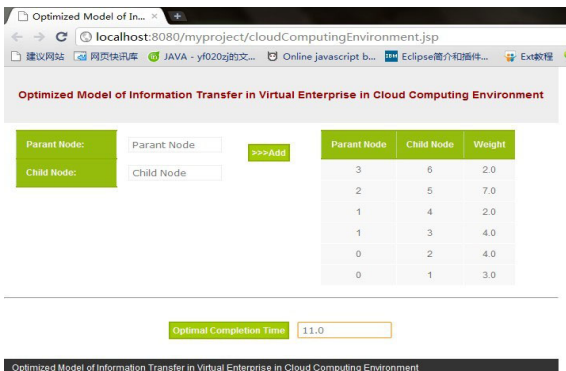 Optimized Model of In... ×
localhost:8080/myproject/cloudComputingEnvironment.jsp
建议网站 网页快讯库 JAVA - yf020zj的文... Online javascript b... IBM Eclipse简介和插件... Ext教程
Optimized Model of Information Transfer in Virtual Enterprise in Cloud Computing Environment
Parant Node: Parant Node >>>Add
Child Node: Child Node
Parant Node Child Node Weight
3 6 2.0
2 5 7.0
1 4 2.0
1 3 4.0
0 2 4.0
0 1 3.0
Optimal Completion Time 11.0
Optimized Model of Information Transfer in Virtual Enterprise in Cloud Computing Environment